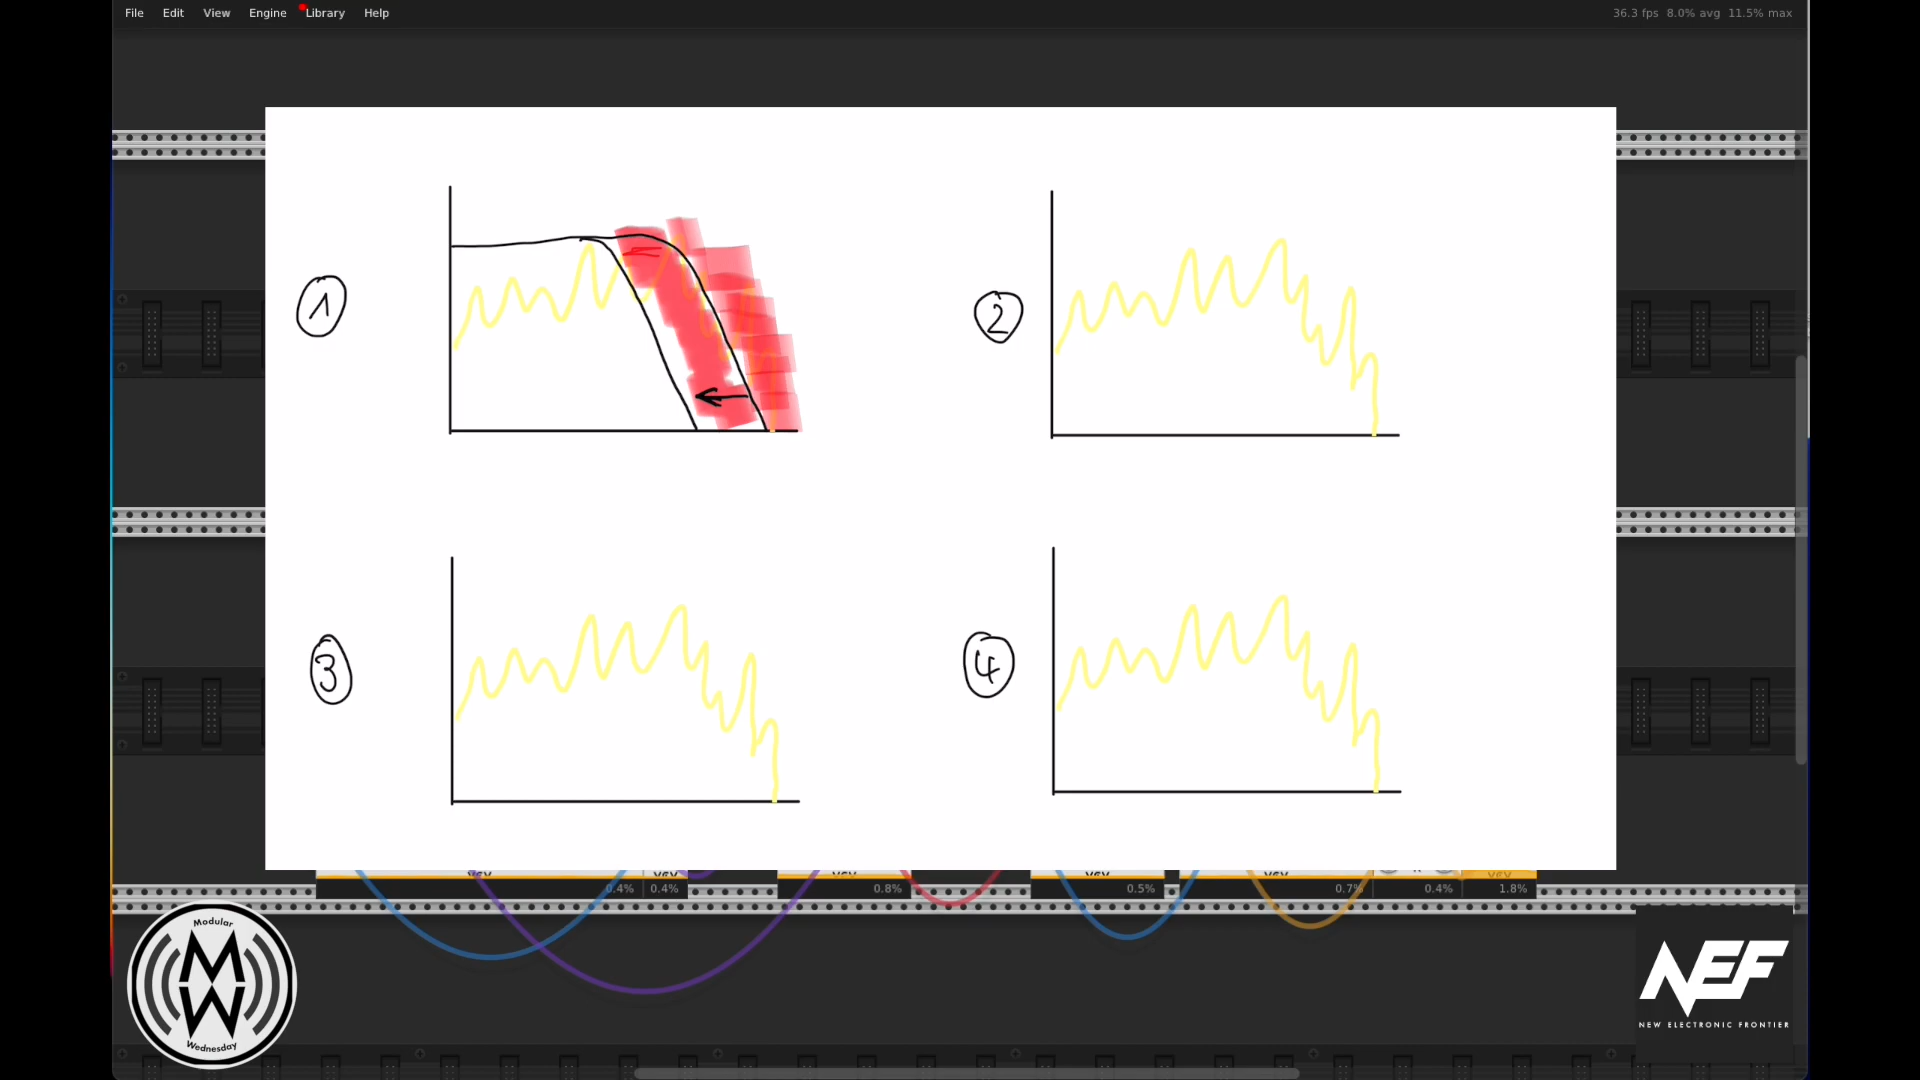 File Edit View Engine Library Help
36.3 fps 8.0% avg 11.5% max
1
2
3
4
0.4% 0.4% 0.8% 0.5% 0.7% 0.4% 1.8%
Modular
MW
Wednesday
NEF
NEW ELECTRONIC FRONTIER